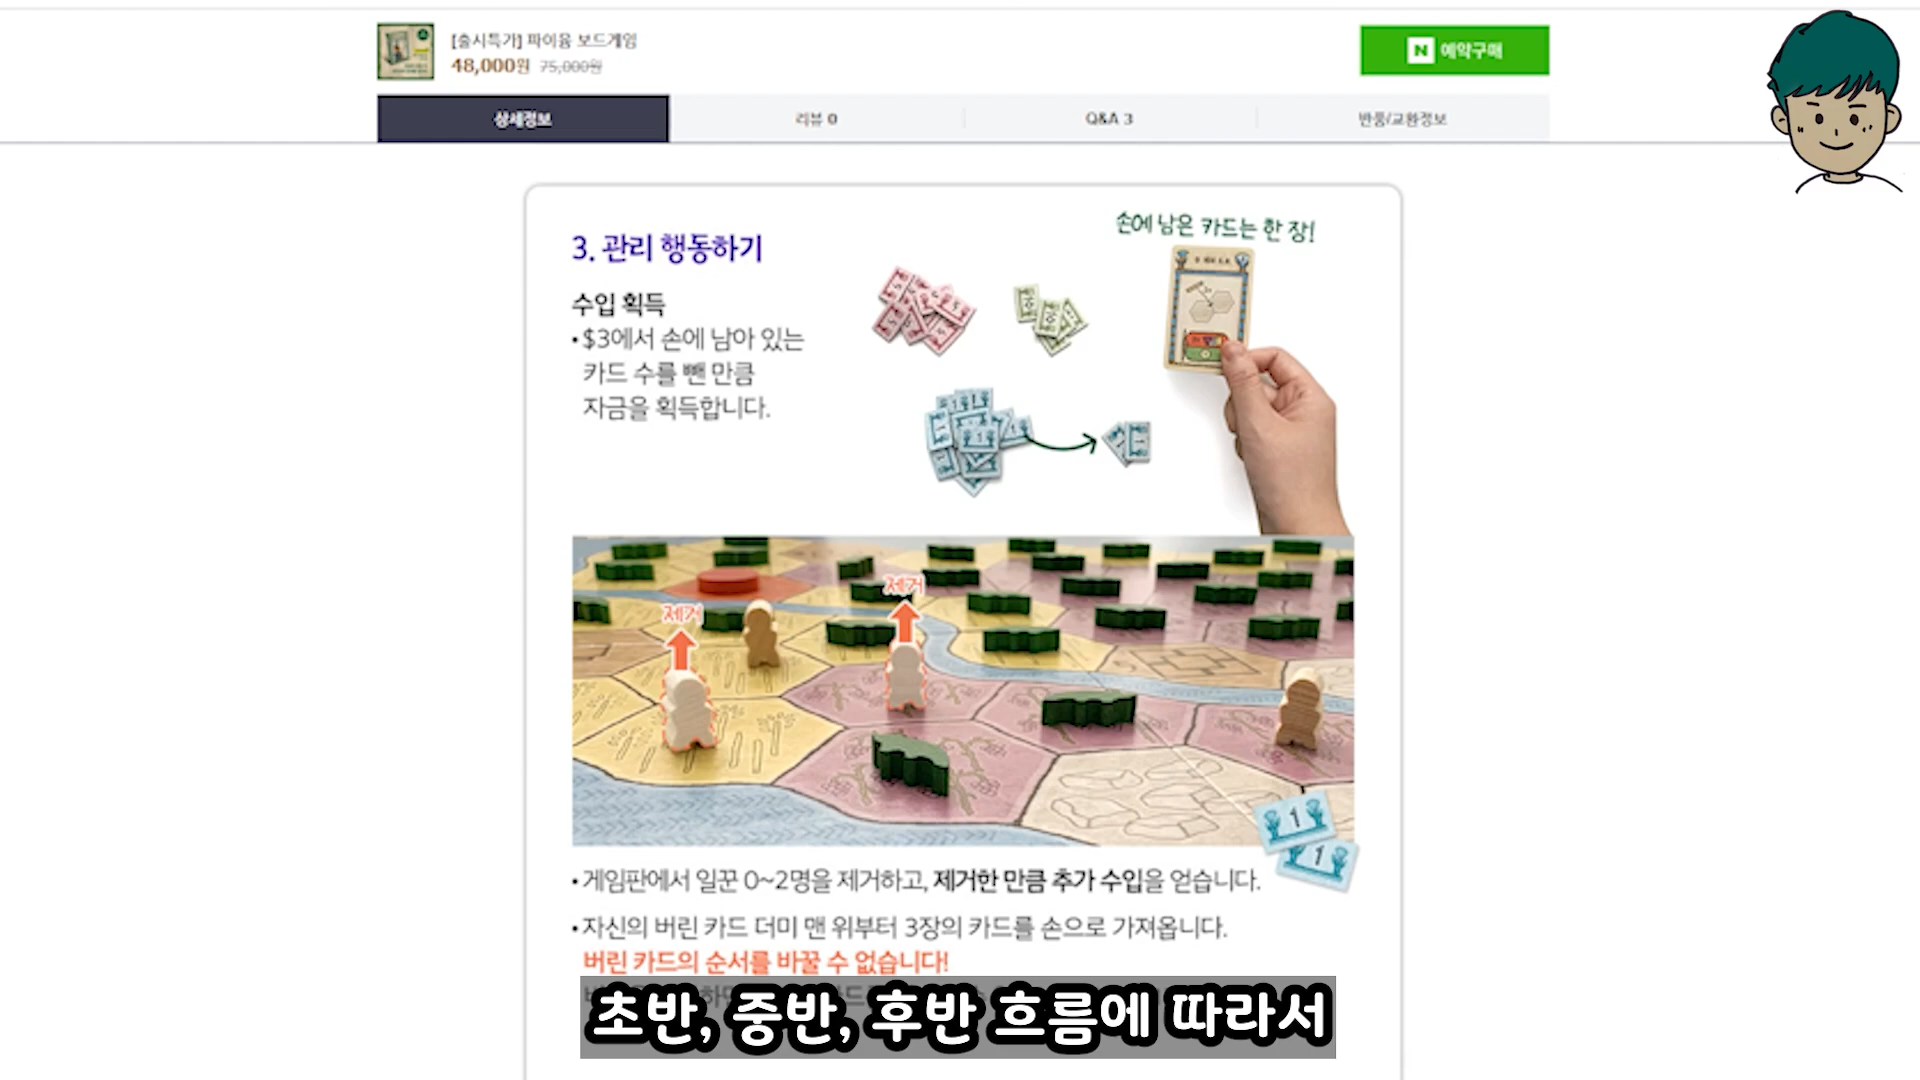 [출시특가] 파이윰 보드게임
48,000원 75,000원
N 예약구매
상세정보
리뷰 0
Q&A 3
반품/교환정보
손에 남은 카드는 한 장!
3. 관리 행동하기
수입 획득
• $3에서 손에 남아 있는
카드 수를 뺀 만큼
자금을 획득합니다.
제거
제거
1
1
• 게임판에서 일꾼 0~2명을 제거하고, 제거한 만큼 추가 수입을 얻습니다.
• 자신의 버린 카드 더미 맨 위부터 3장의 카드를 손으로 가져옵니다.
버린 카드의 순서를 바꿀 수 없습니다!
초반, 중반, 후반 흐름에 따라서